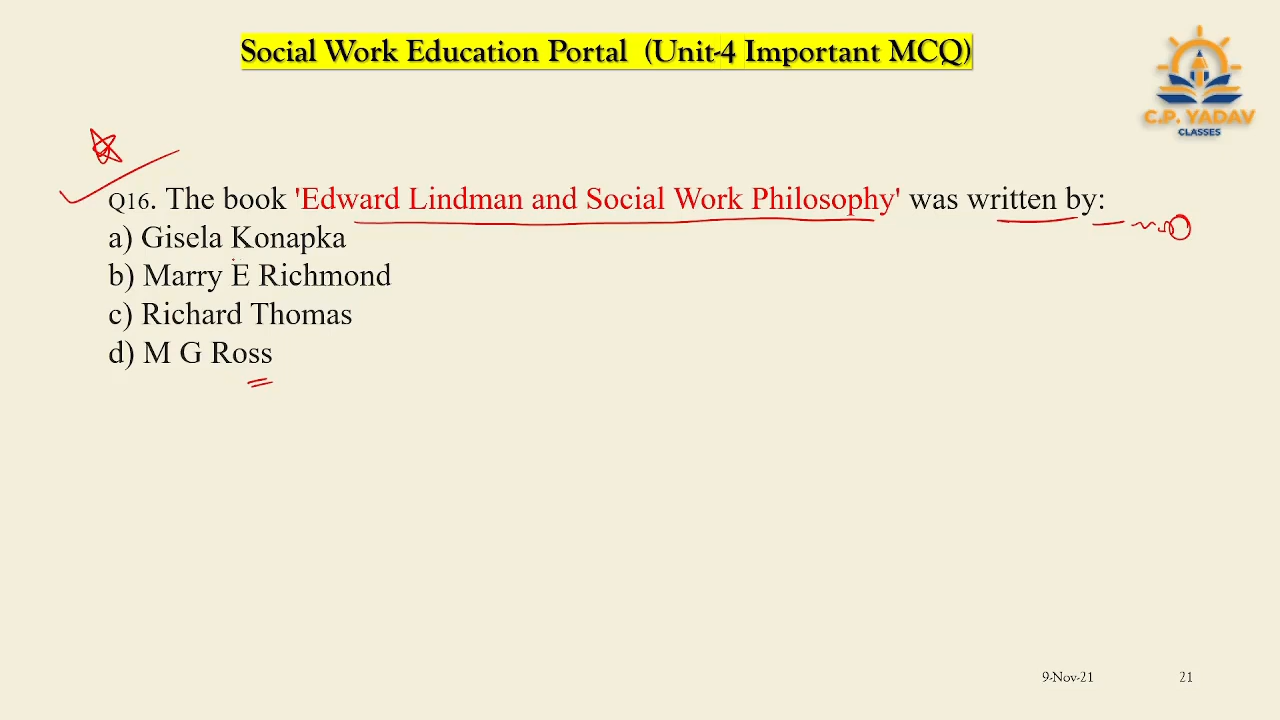 Social Work Education Portal (Unit-4 Important MCQ)
C.P. YADAV
CLASSES
Q16. The book 'Edward Lindman and Social Work Philosophy' was written by:
a) Gisela Konapka
b) Marry E Richmond
c) Richard Thomas
d) M G Ross
9-Nov-21
21